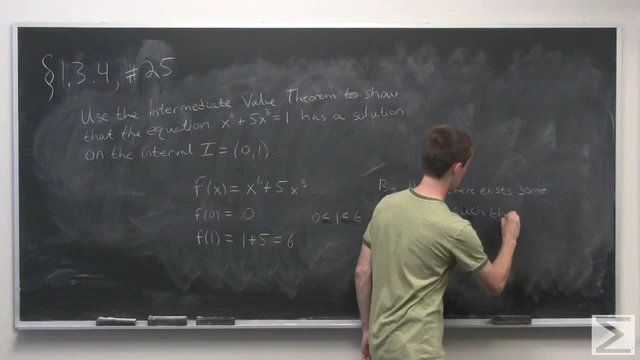 §1.3.4, #25
Use the Intermediate Value Theorem to show
that the equation x⁶+5x³=1 has a solution
on the interval I=(0,1).
f(x)=x⁶+5x³
f(0)=0
f(1)=1+5=6
0≤1≤6
exists some
such th
Σ